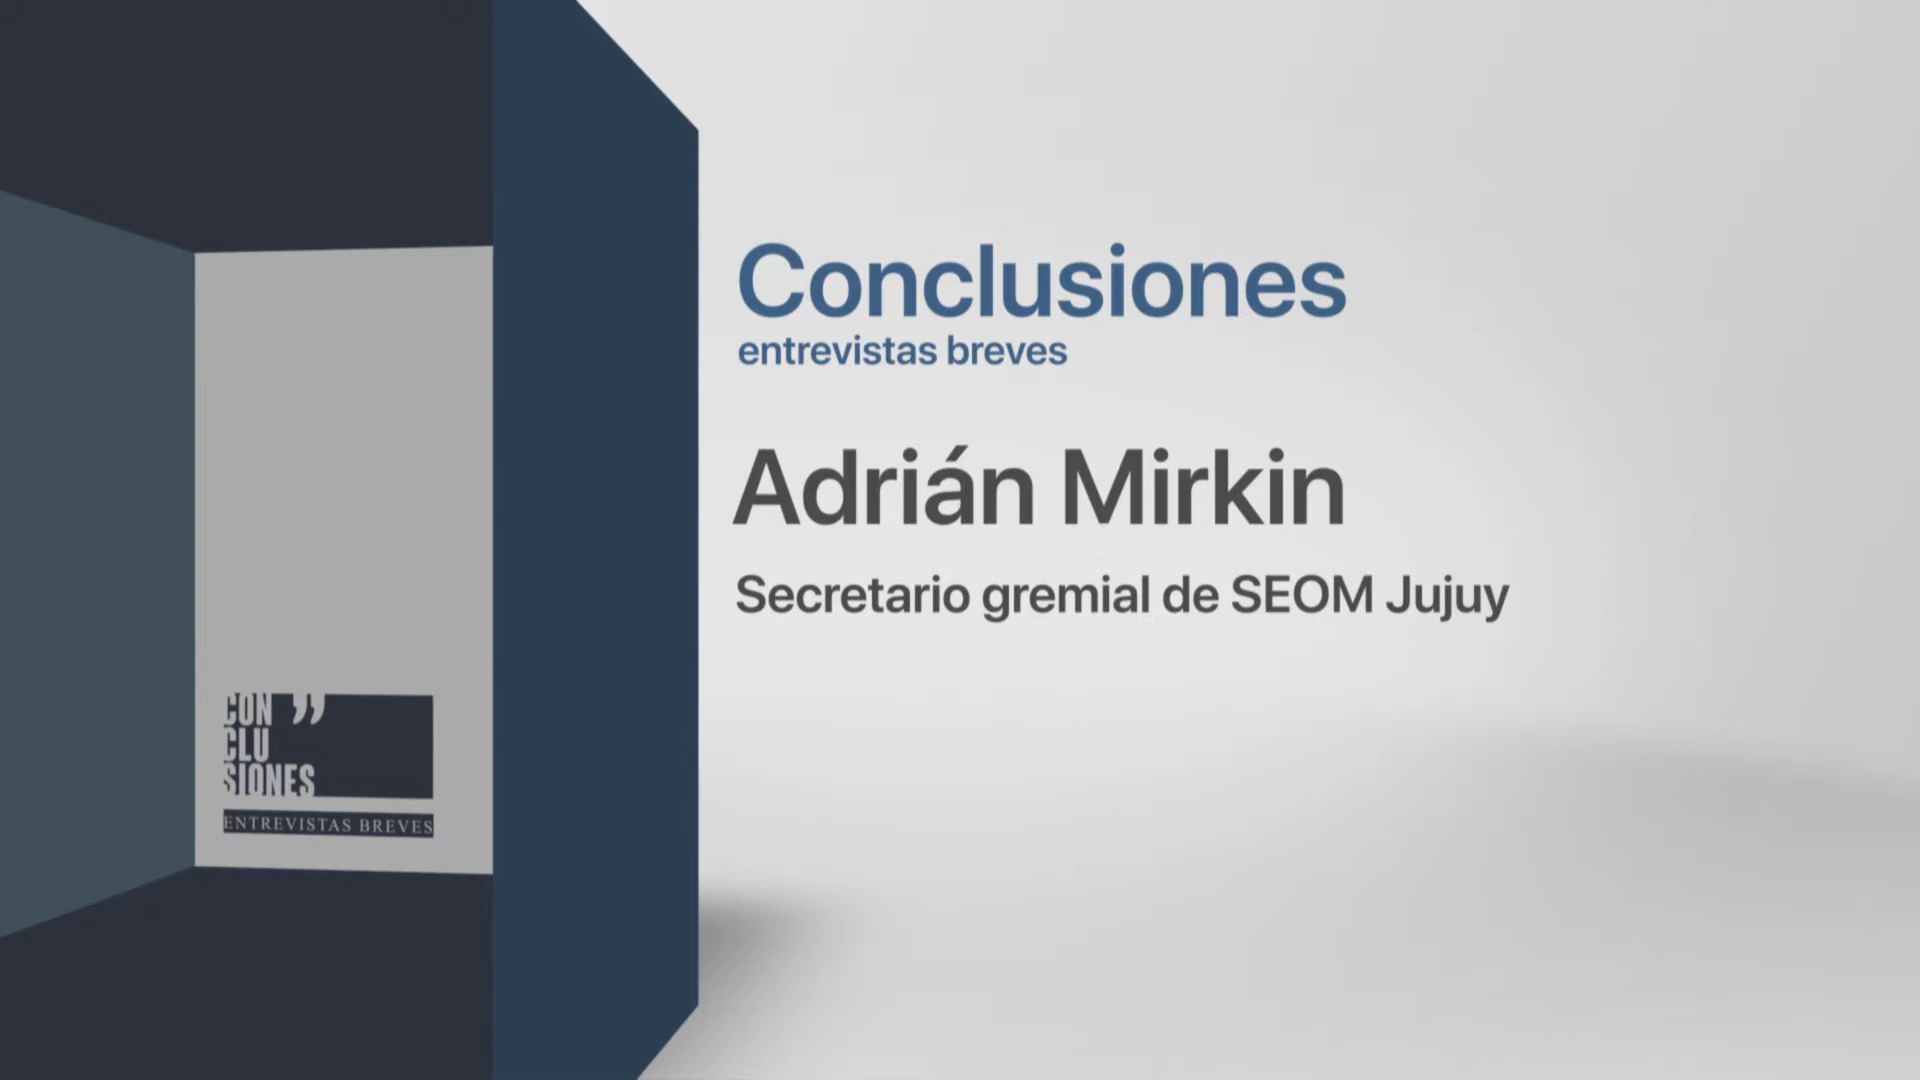 Conclusiones
entrevistas breves
Adrián Mirkin
Secretario gremial de SEOM Jujuy
CON ”
CLU
SIONES
ENTREVISTAS BREVES